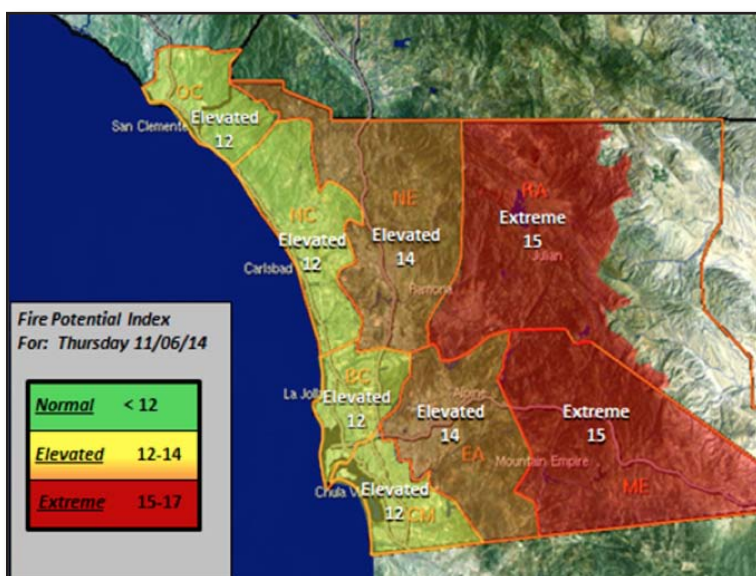 OC
Elevated
12
San Clemente
NC
Elevated
12
Carlsbad
NE
Elevated
14
Ramona
RA
Extreme
15
Julian
Fire Potential Index
For: Thursday 11/06/14
Normal < 12
Elevated 12-14
Extreme 15-17
La Joll
BC
Elevated
12
Alpine
Elevated
14
EA
Extreme
15
Mountain Empire
ME
Chula V
Elevated
12
CM